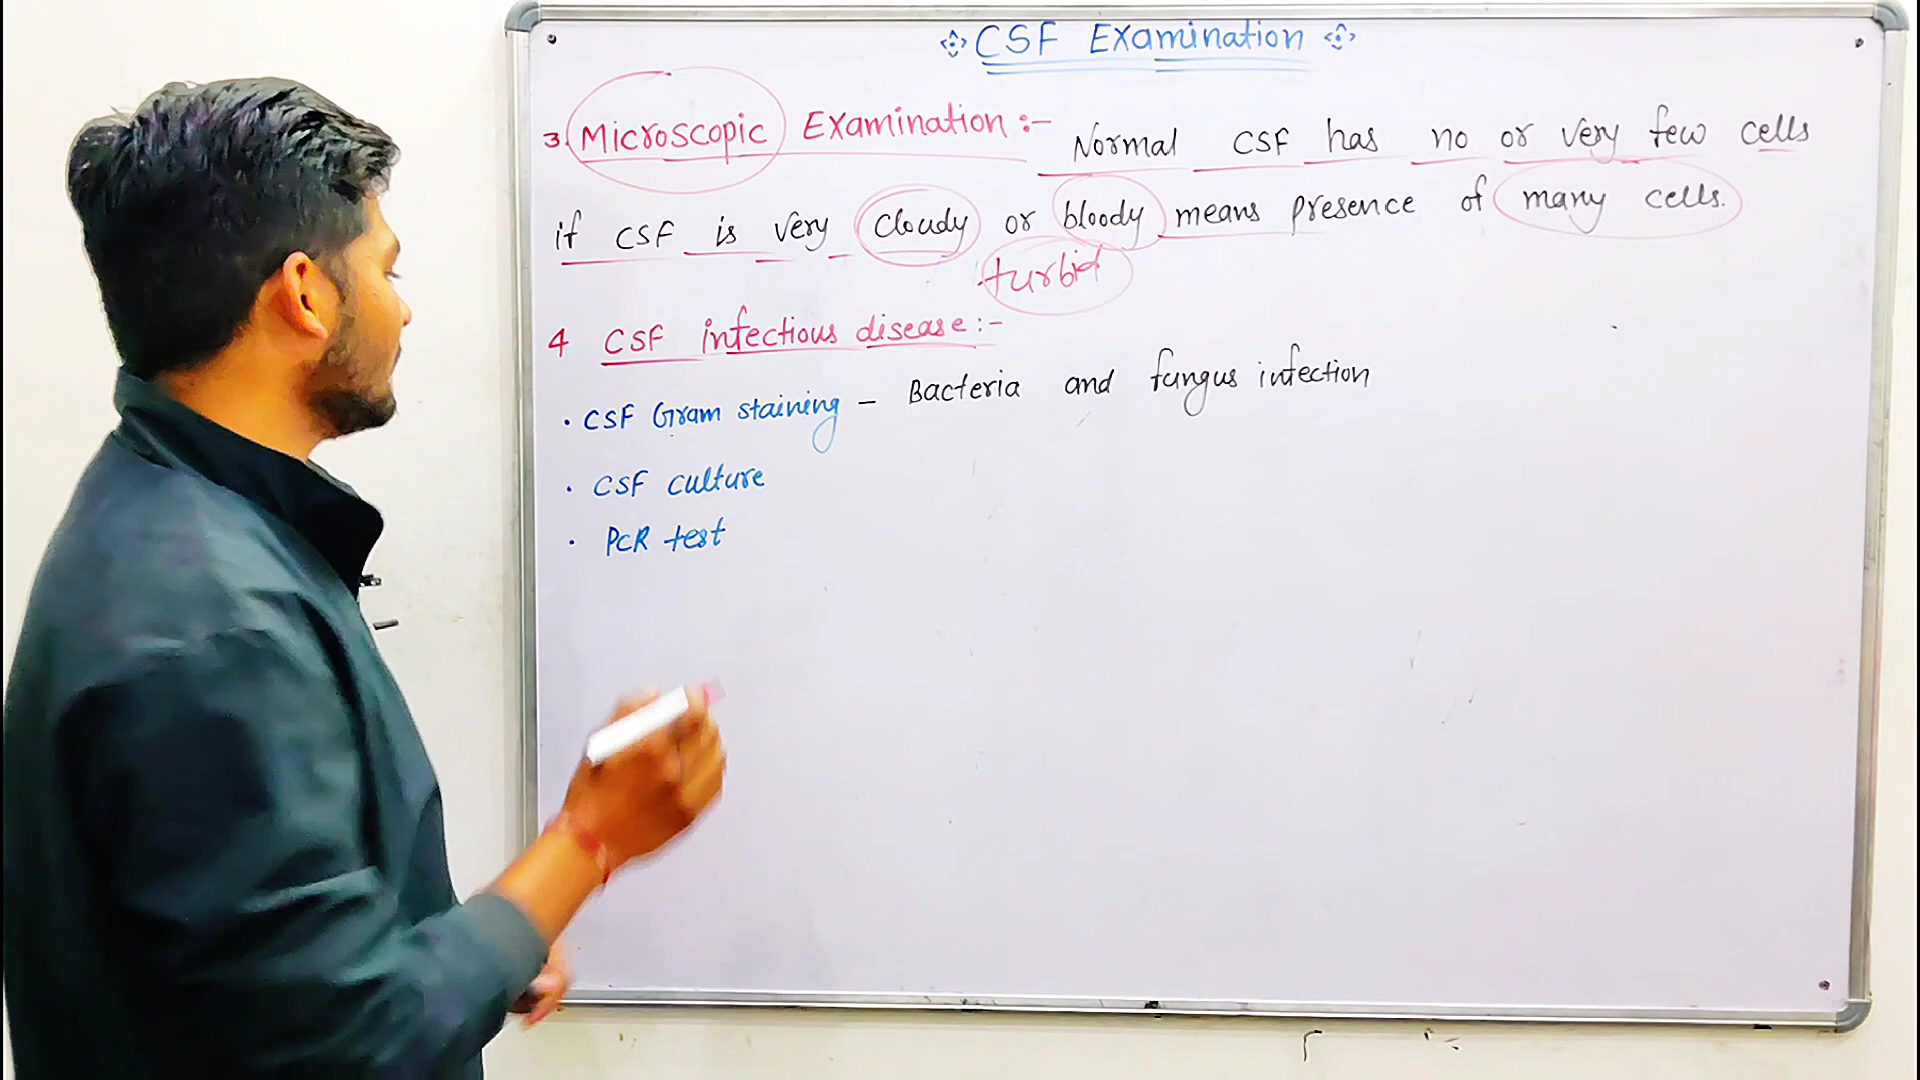 CSF Examination
3. Microscopic Examination :- Normal CSF has no or very few cells
if CSF is very cloudy or bloody means presence of many cells.
turbid
4 CSF infectious disease :-
· CSF Gram staining - Bacteria and fungus infection
· CSF culture
· PCR test